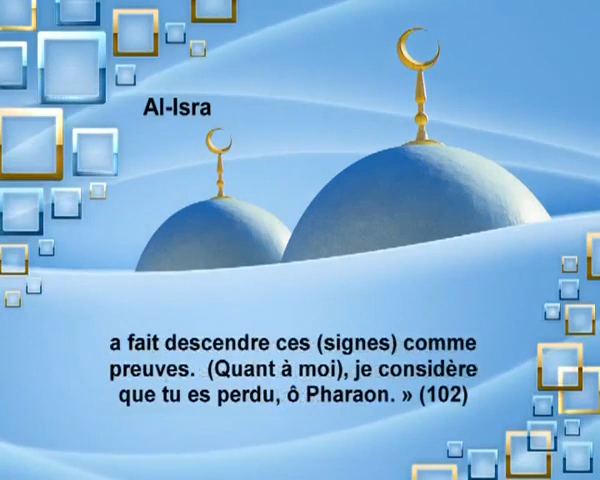 Al-Isra
a fait descendre ces (signes) comme
preuves. (Quant à moi), je considère
que tu es perdu, ô Pharaon. » (102)